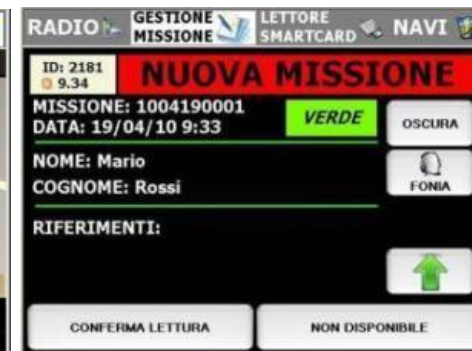 RADIO
GESTIONE MISSIONE
LETTORE SMARTCARD
NAVI
ID: 2181
9.34
NUOVA MISSIONE
MISSIONE: 1004190001
DATA: 19/04/10 9:33
VERDE
OSCURA
NOME: Mario
COGNOME: Rossi
FONIA
RIFERIMENTI:
CONFERMA LETTURA
NON DISPONIBILE